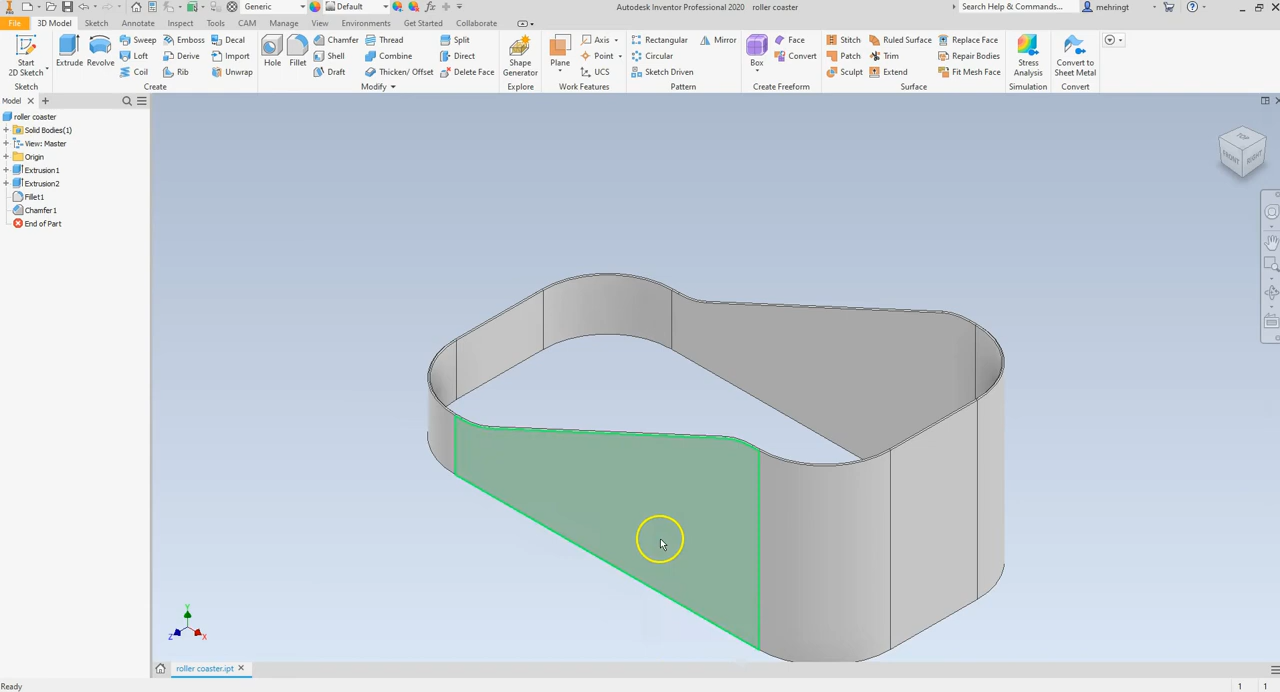 Generic
Default
Autodesk Inventor Professional 2020 roller coaster
Search Help & Commands...
mehringt
File 3D Model Sketch Annotate Inspect Tools CAM Manage View Environments Get Started Collaborate
Start
2D Sketch
Sketch
Extrude
Revolve
Sweep
Loft
Coil
Emboss
Derive
Rib
Decal
Import
Unwrap
Create
Hole
Fillet
Chamfer
Shell
Draft
Thread
Combine
Thicken/ Offset
Split
Direct
Delete Face
Modify
Shape
Generator
Explore
Plane
Axis
Point
UCS
Work Features
Rectangular
Circular
Sketch Driven
Mirror
Pattern
Box
Face
Convert
Create Freeform
Stitch
Patch
Sculpt
Ruled Surface
Trim
Extend
Replace Face
Repair Bodies
Fit Mesh Face
Surface
Stress
Analysis
Simulation
Convert to
Sheet Metal
Convert
Model
roller coaster
Solid Bodies(1)
View: Master
Origin
Extrusion1
Extrusion2
Fillet1
Chamfer1
End of Part
TOP
FRONT
RIGHT
Y
Z
X
roller coaster.ipt
Ready
1 1